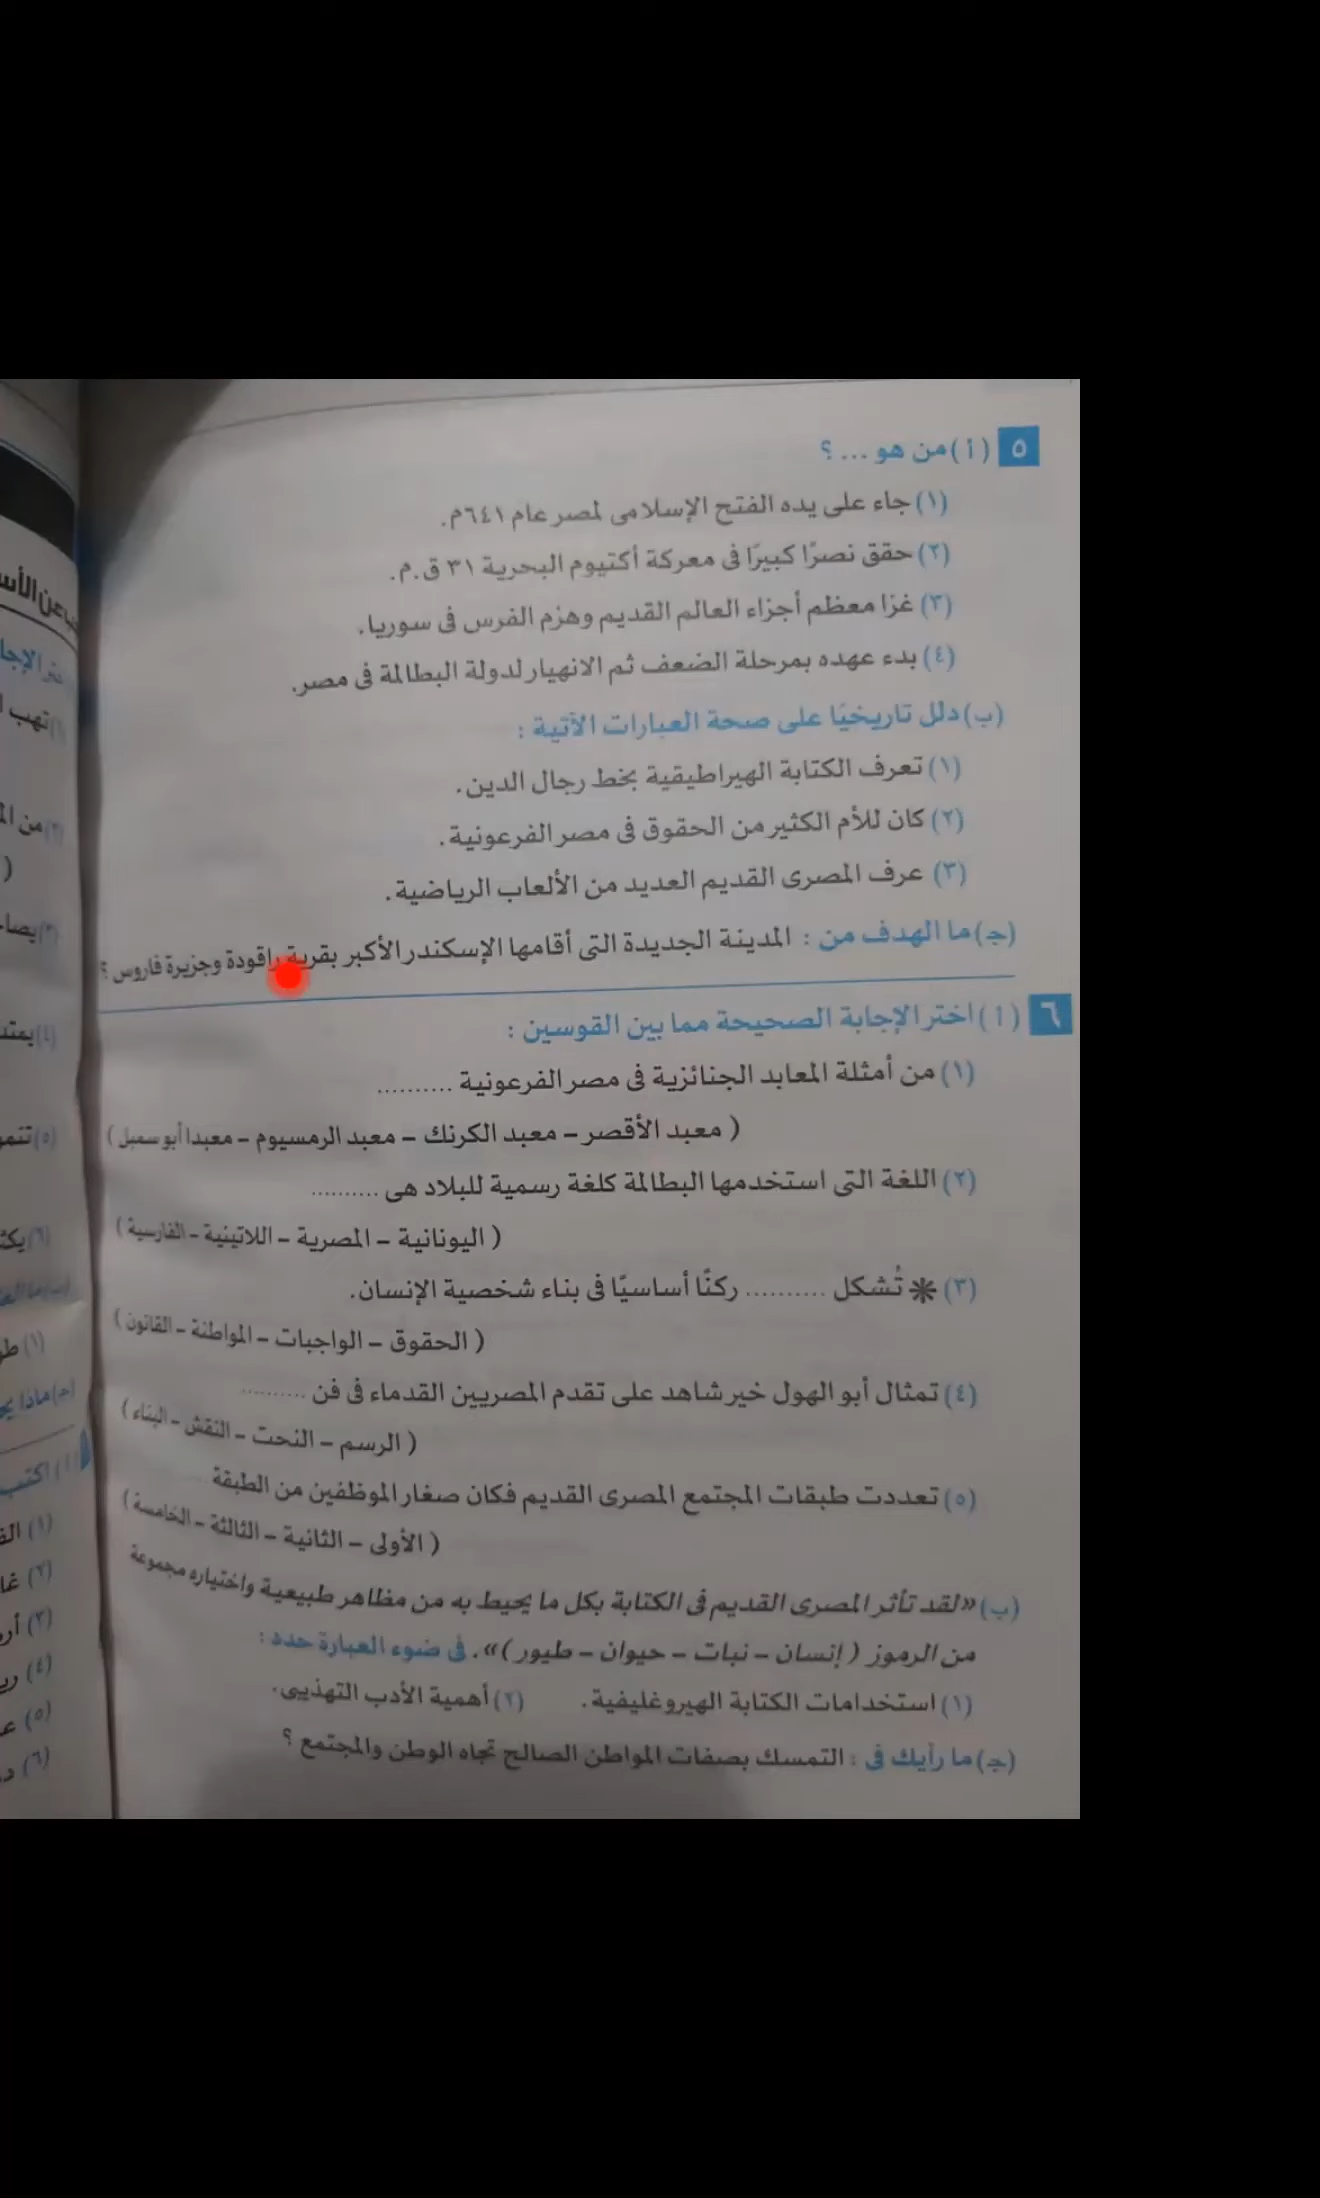 ٥ (أ) من هو ... ؟
(١) جاء على يده الفتح الإسلامى لمصر عام ٦٤١م.
(٢) حقق نصرًا كبيرًا فى معركة أكتيوم البحرية ٣١ ق.م.
(٣) غزا معظم أجزاء العالم القديم وهزم الفرس فى سوريا.
(٤) بدء عهده بمرحلة الضعف ثم الانهيار لدولة البطالمة فى مصر.
(ب) دلل تاريخيًا على صحة العبارات الآتية :
(١) تعرف الكتابة الهيراطيقية بخط رجال الدين.
(٢) كان للأم الكثير من الحقوق فى مصر الفرعونية.
(٣) عرف المصرى القديم العديد من الألعاب الرياضية.
(جـ) ما الهدف من : المدينة الجديدة التى أقامها الإسكندر الأكبر بقرية راقودة وجزيرة فاروس ؟
٦ (أ) اختر الإجابة الصحيحة مما بين القوسين :
(١) من أمثلة المعابد الجنائزية فى مصر الفرعونية ..........
( معبد الأقصر – معبد الكرنك – معبد الرمسيوم – معبدا أبو سمبل )
(٢) اللغة التى استخدمها البطالمة كلغة رسمية للبلاد هى ..........
( اليونانية – المصرية – اللاتينية – الفارسية )
(٣) * تُشكل .......... ركنًا أساسيًا فى بناء شخصية الإنسان.
( الحقوق – الواجبات – المواطنة – القانون )
(٤) تمثال أبو الهول خير شاهد على تقدم المصريين القدماء فى فن ..........
( الرسم – النحت – النقش – البناء )
(٥) تعددت طبقات المجتمع المصرى القديم فكان صغار الموظفين من الطبقة
( الأولى – الثانية – الثالثة – الخامسة )
(ب) «لقد تأثر المصرى القديم فى الكتابة بكل ما يحيط به من مظاهر طبيعية واختياره مجموعة
من الرموز ( إنسان – نبات – حيوان – طيور )». فى ضوء العبارة حدد :
(١) استخدامات الكتابة الهيروغليفية. (٢) أهمية الأدب التهذيبى.
(جـ) ما رأيك فى : التمسك بصفات المواطن الصالح تجاه الوطن والمجتمع ؟